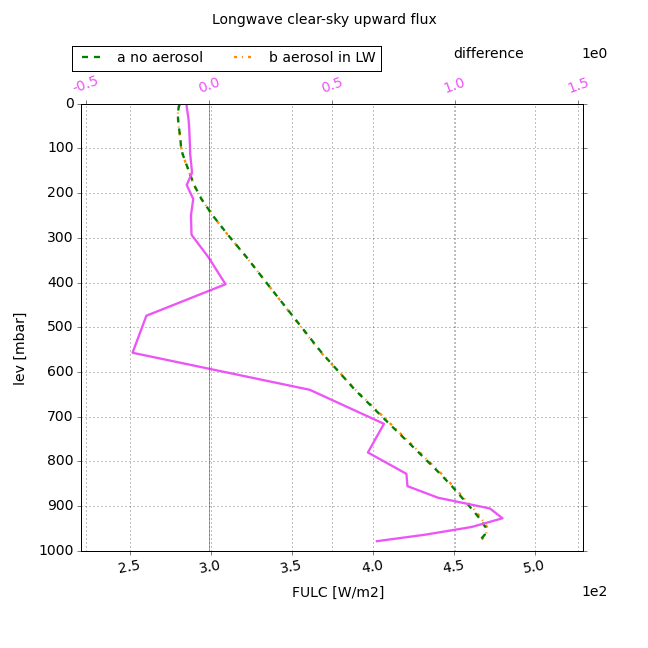 Longwave clear-sky upward flux
a no aerosol b aerosol in LW
difference 1e0
-0.5 0.0 0.5 1.0 1.5
0
100
200
300
400
500
600
700
800
900
1000
lev [mbar]
2.5 3.0 3.5 4.0 4.5 5.0
FULC [W/m2] 1e2